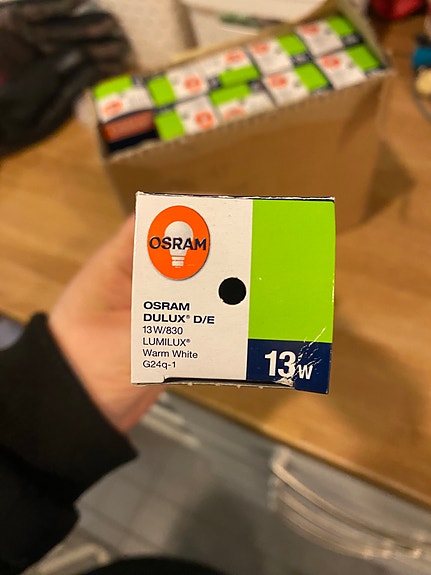 OSRAM
OSRAM
DULUX® D/E
13W/830
LUMILUX®
Warm White
G24q-1
13W